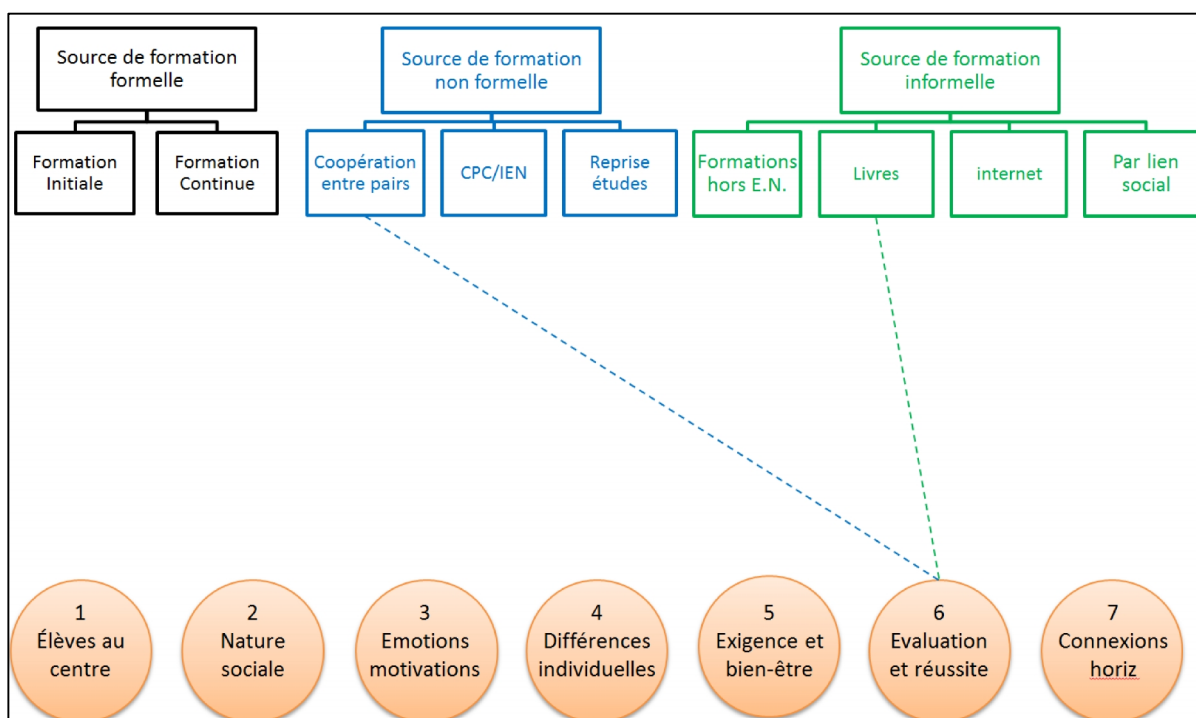 Source de formation
formelle
Source de formation
non formelle
Source de formation
informelle
Formation
Initiale
Formation
Continue
Coopération
entre pairs
CPC/IEN
Reprise
études
Formations
hors E.N.
Livres
internet
Par lien
social
1
Élèves au
centre
2
Nature
sociale
3
Emotions
motivations
4
Différences
individuelles
5
Exigence et
bien-être
6
Evaluation
et réussite
7
Connexions
horiz